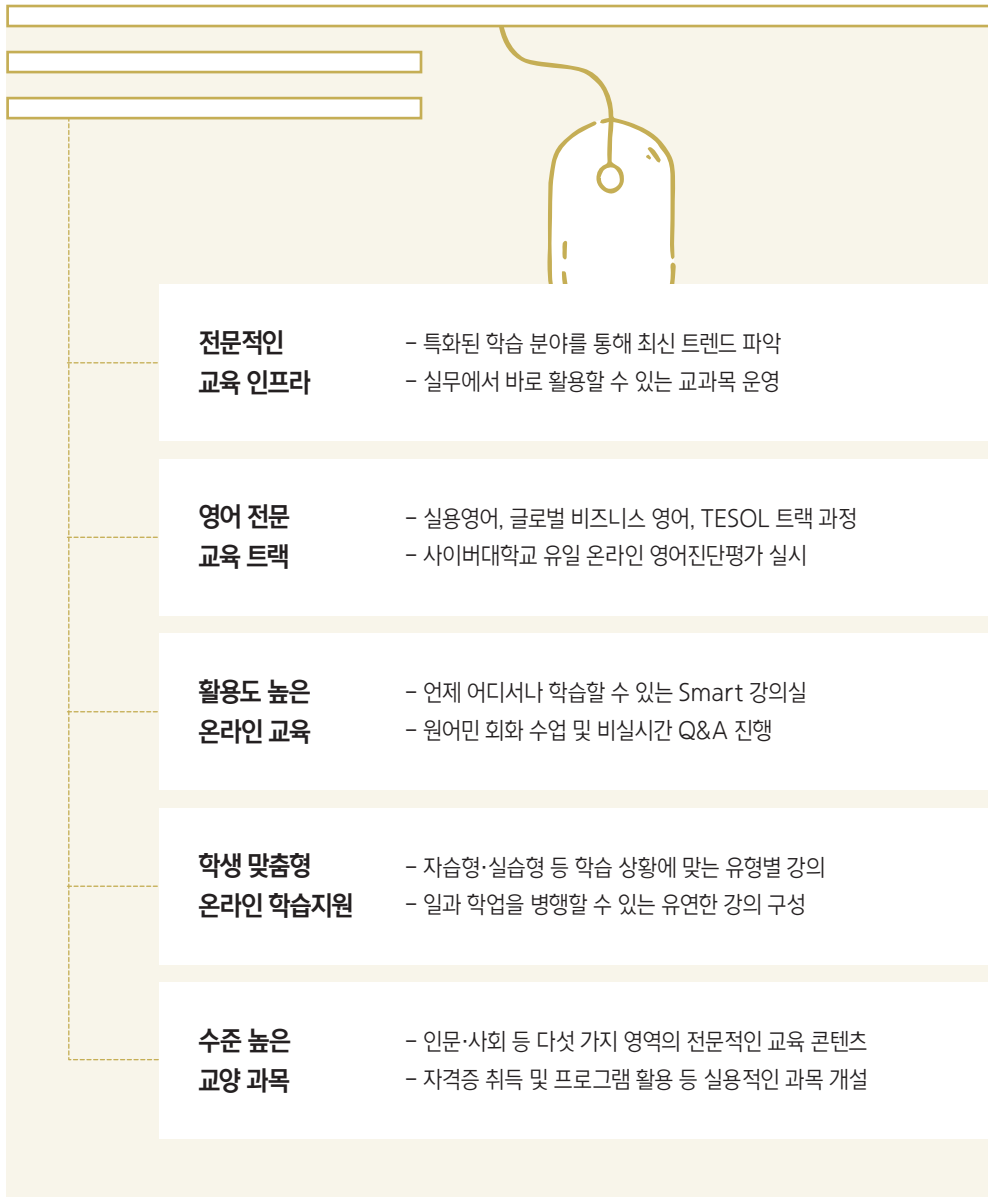 전문적인
교육 인프라
– 특화된 학습 분야를 통해 최신 트렌드 파악
– 실무에서 바로 활용할 수 있는 교과목 운영
영어 전문
교육 트랙
– 실용영어, 글로벌 비즈니스 영어, TESOL 트랙 과정
– 사이버대학교 유일 온라인 영어진단평가 실시
활용도 높은
온라인 교육
– 언제 어디서나 학습할 수 있는 Smart 강의실
– 원어민 회화 수업 및 비실시간 Q&A 진행
학생 맞춤형
온라인 학습지원
– 자습형·실습형 등 학습 상황에 맞는 유형별 강의
– 일과 학업을 병행할 수 있는 유연한 강의 구성
수준 높은
교양 과목
– 인문·사회 등 다섯 가지 영역의 전문적인 교육 콘텐츠
– 자격증 취득 및 프로그램 활용 등 실용적인 과목 개설